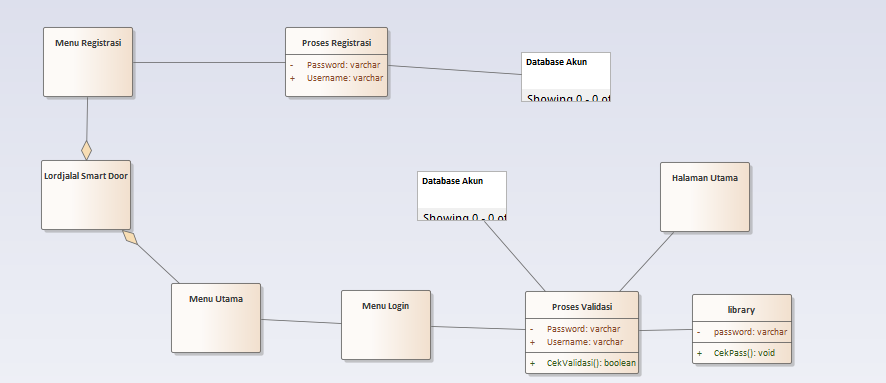 Menu Registrasi
Proses Registrasi
- Password: varchar
+ Username: varchar
Database Akun
Showing 0 - 0 of
Lordjalal Smart Door
Database Akun
Showing 0 - 0 of
Halaman Utama
Menu Utama
Menu Login
Proses Validasi
- Password: varchar
+ Username: varchar
+ CekValidasi(): boolean
library
- password: varchar
+ CekPass(): void